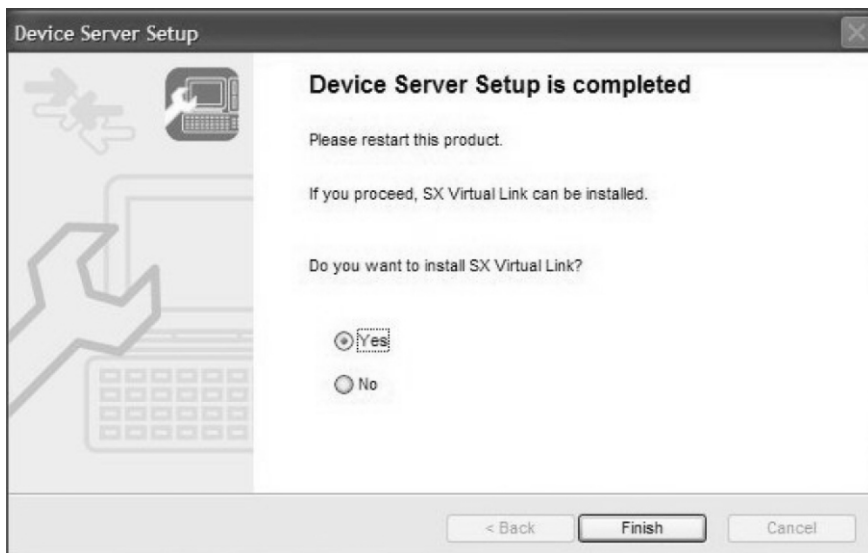 Device Server Setup
Device Server Setup is completed
Please restart this product.
If you proceed, SX Virtual Link can be installed.
Do you want to install SX Virtual Link?
Yes
No
< Back Finish Cancel